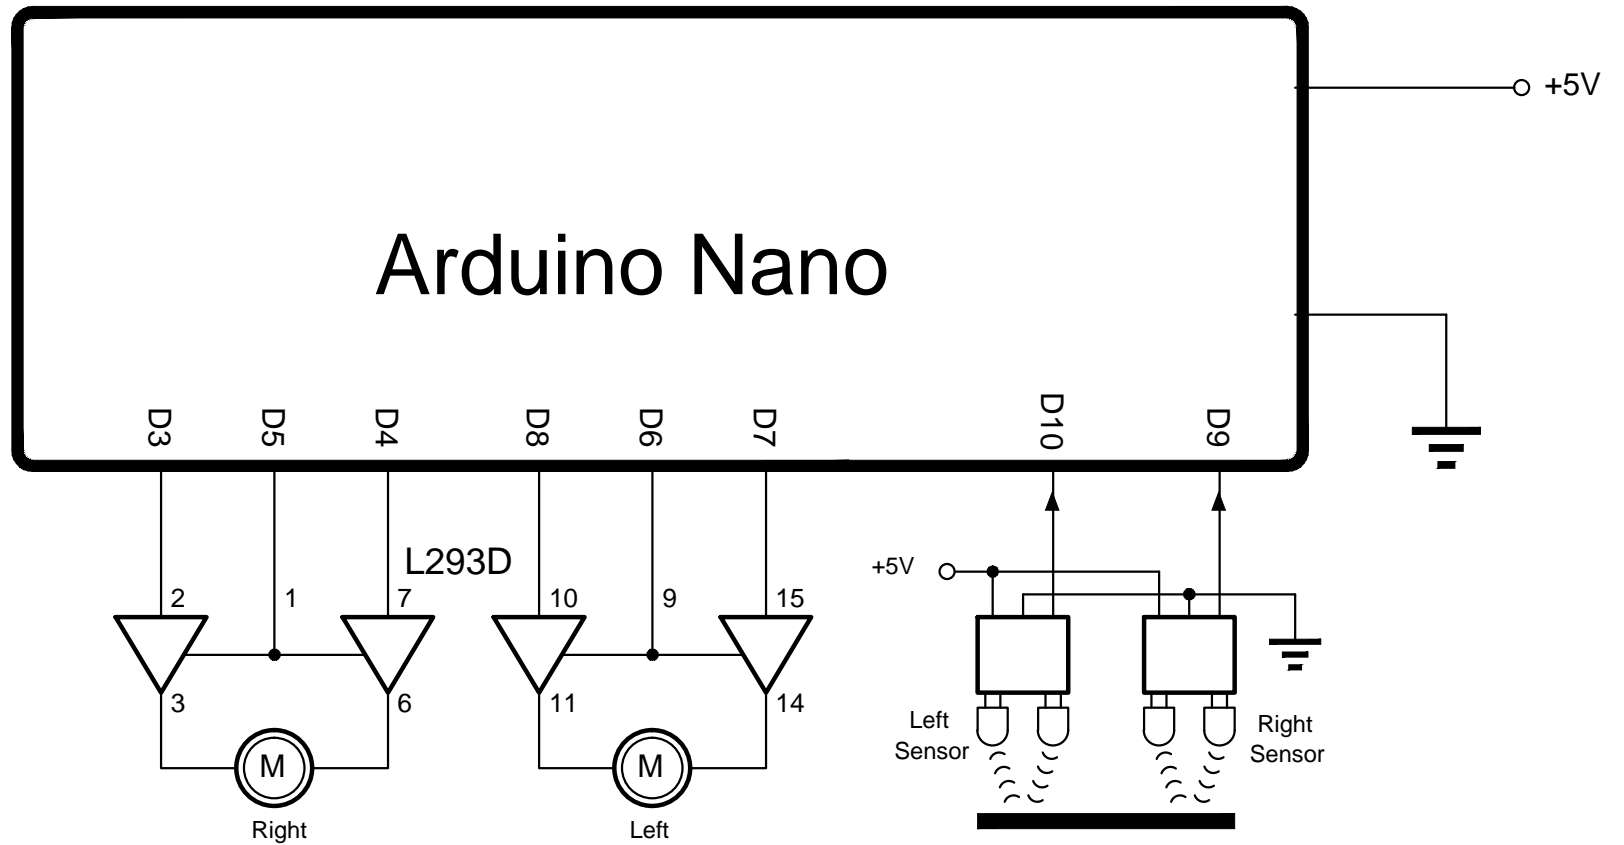 +5V
Arduino Nano
D3 D5 D4 D8 D6 D7 D10 D9
L293D
+5V
2 1 7 10 9 15
3 6 11 14
Left
Sensor
Right
Sensor
M M
Right Left